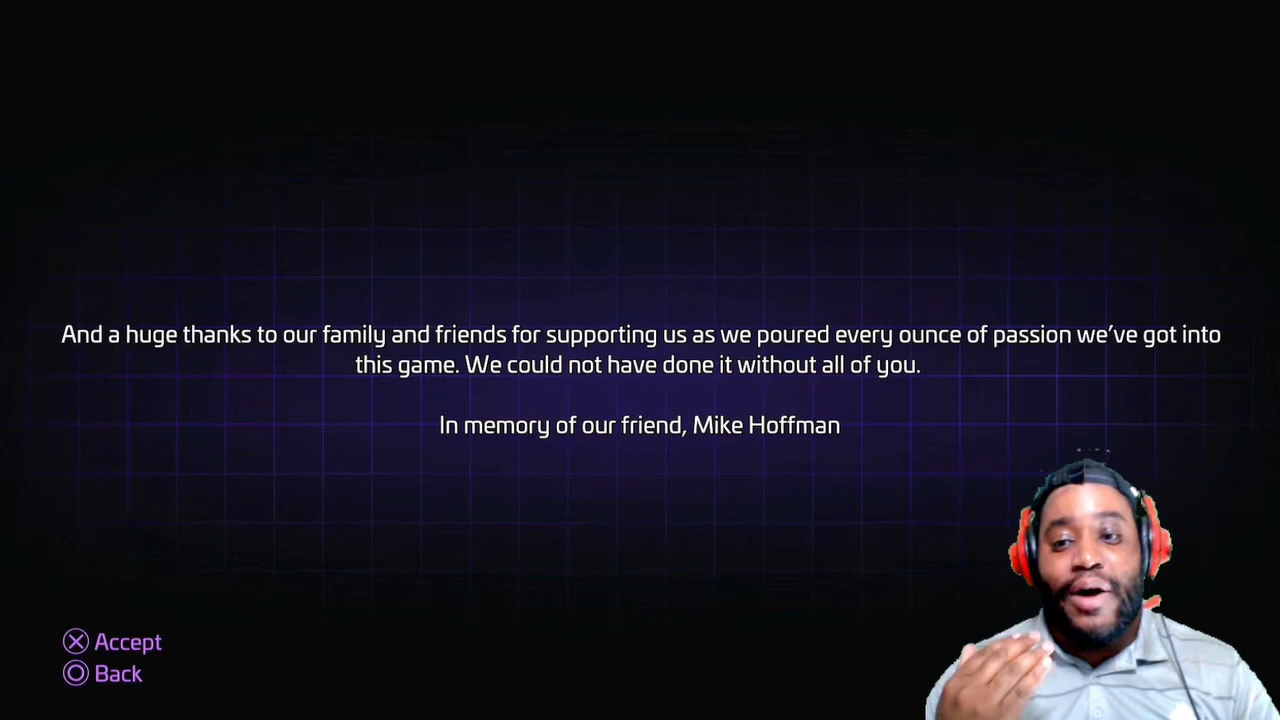 And a huge thanks to our family and friends for supporting us as we poured every ounce of passion we've got into
this game. We could not have done it without all of you.
In memory of our friend, Mike Hoffman
Accept
Back